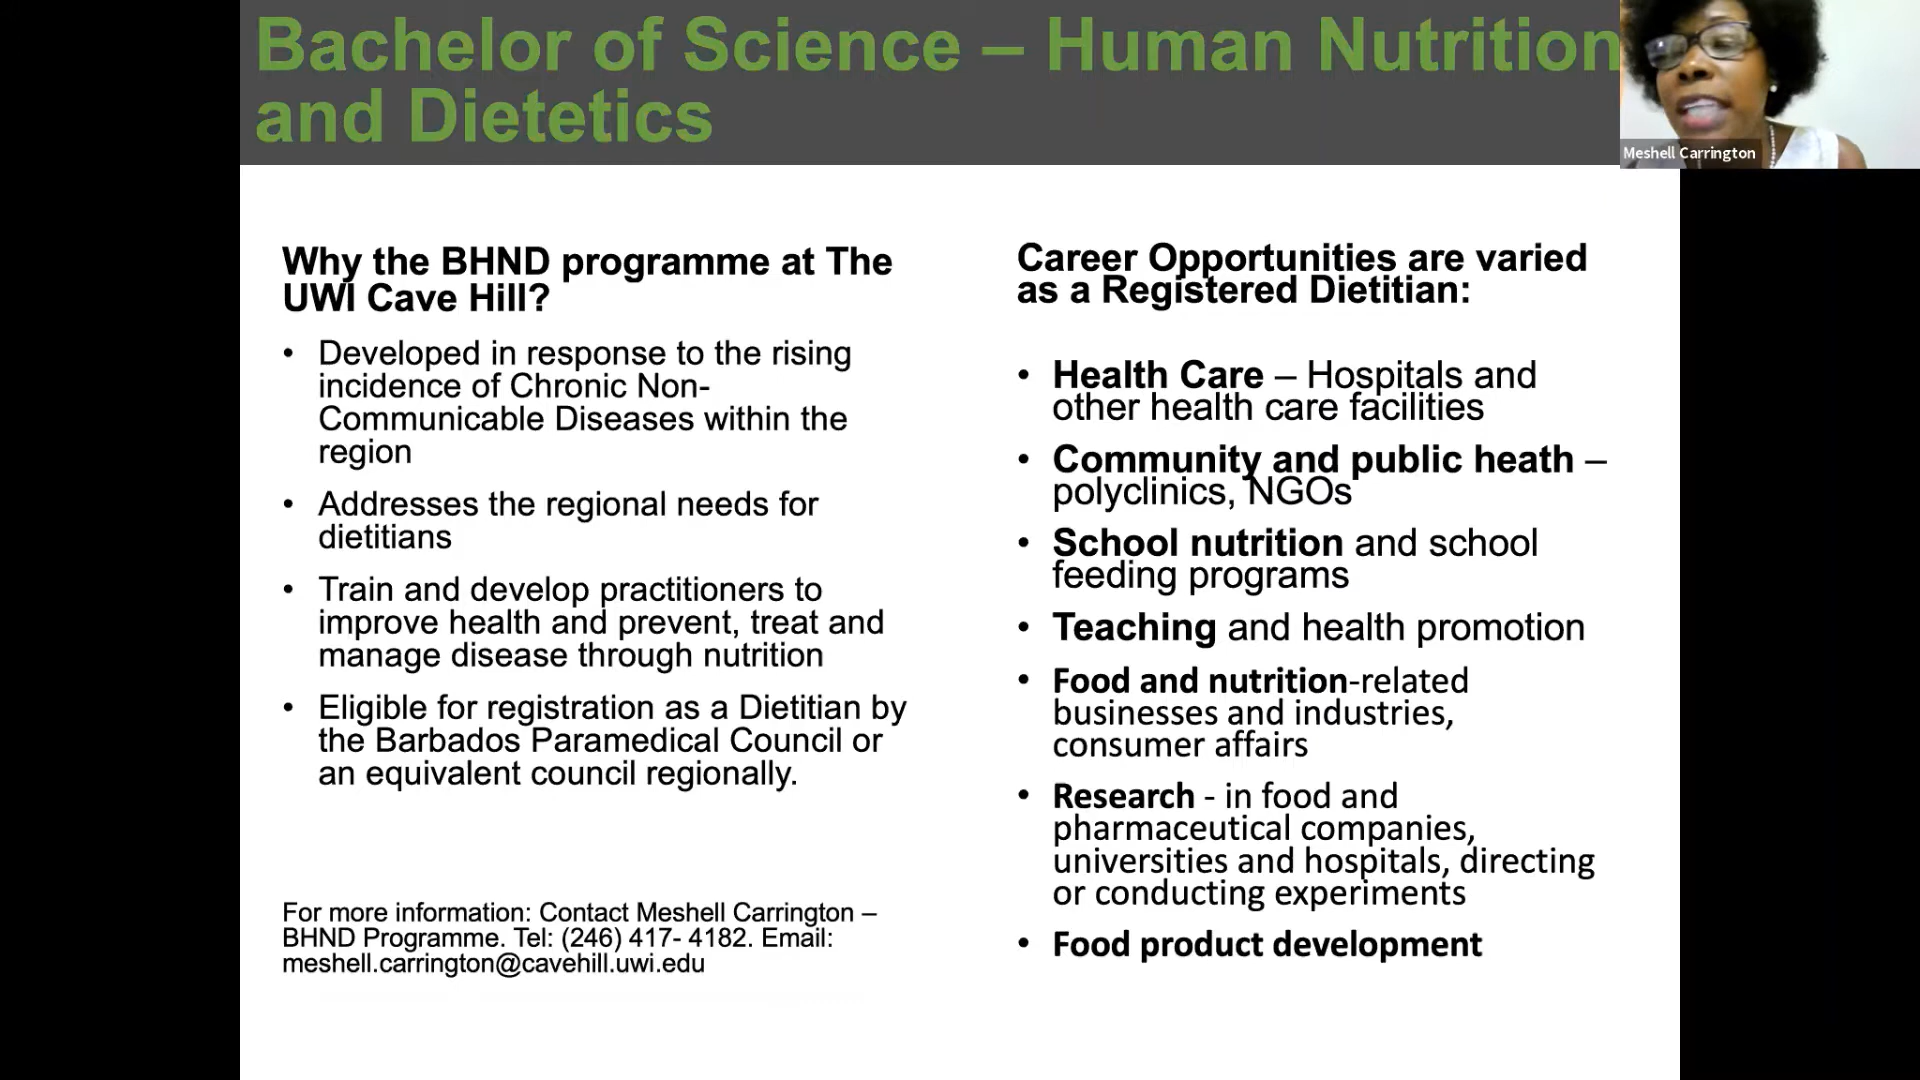 Bachelor of Science – Human Nutrition
and Dietetics
Meshell Carrington
Why the BHND programme at The
UWI Cave Hill?
• Developed in response to the rising
incidence of Chronic Non-
Communicable Diseases within the
region
• Addresses the regional needs for
dietitians
• Train and develop practitioners to
improve health and prevent, treat and
manage disease through nutrition
• Eligible for registration as a Dietitian by
the Barbados Paramedical Council or
an equivalent council regionally.
For more information: Contact Meshell Carrington –
BHND Programme. Tel: (246) 417- 4182. Email:
meshell.carrington@cavehill.uwi.edu
Career Opportunities are varied
as a Registered Dietitian:
• Health Care – Hospitals and
other health care facilities
• Community and public heath –
polyclinics, NGOs
• School nutrition and school
feeding programs
• Teaching and health promotion
• Food and nutrition-related
businesses and industries,
consumer affairs
• Research - in food and
pharmaceutical companies,
universities and hospitals, directing
or conducting experiments
• Food product development